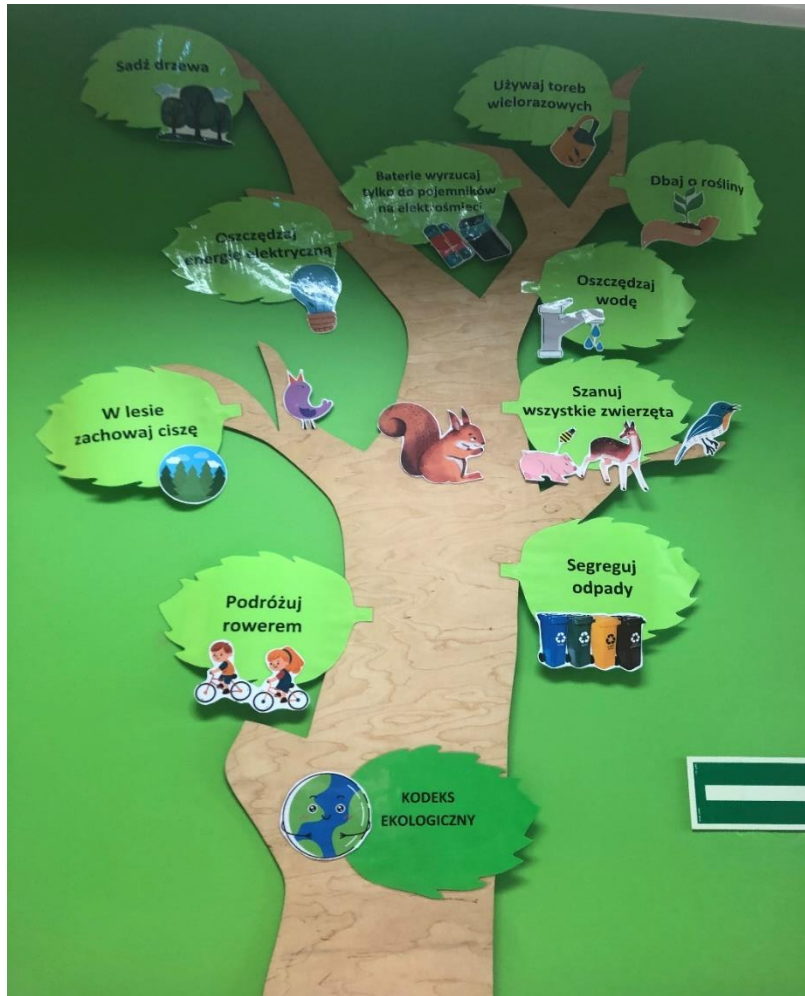 Sadź drzewa
Używaj toreb
wielorazowych
Baterie wyrzucaj
tylko do pojemników
na elektrośmieci
Dbaj o rośliny
Oszczędzaj
energię elektryczną
Oszczędzaj
wodę
W lesie
zachowaj ciszę
Szanuj
wszystkie zwierzęta
Podróżuj
rowerem
Segreguj
odpady
KODEKS
EKOLOGICZNY